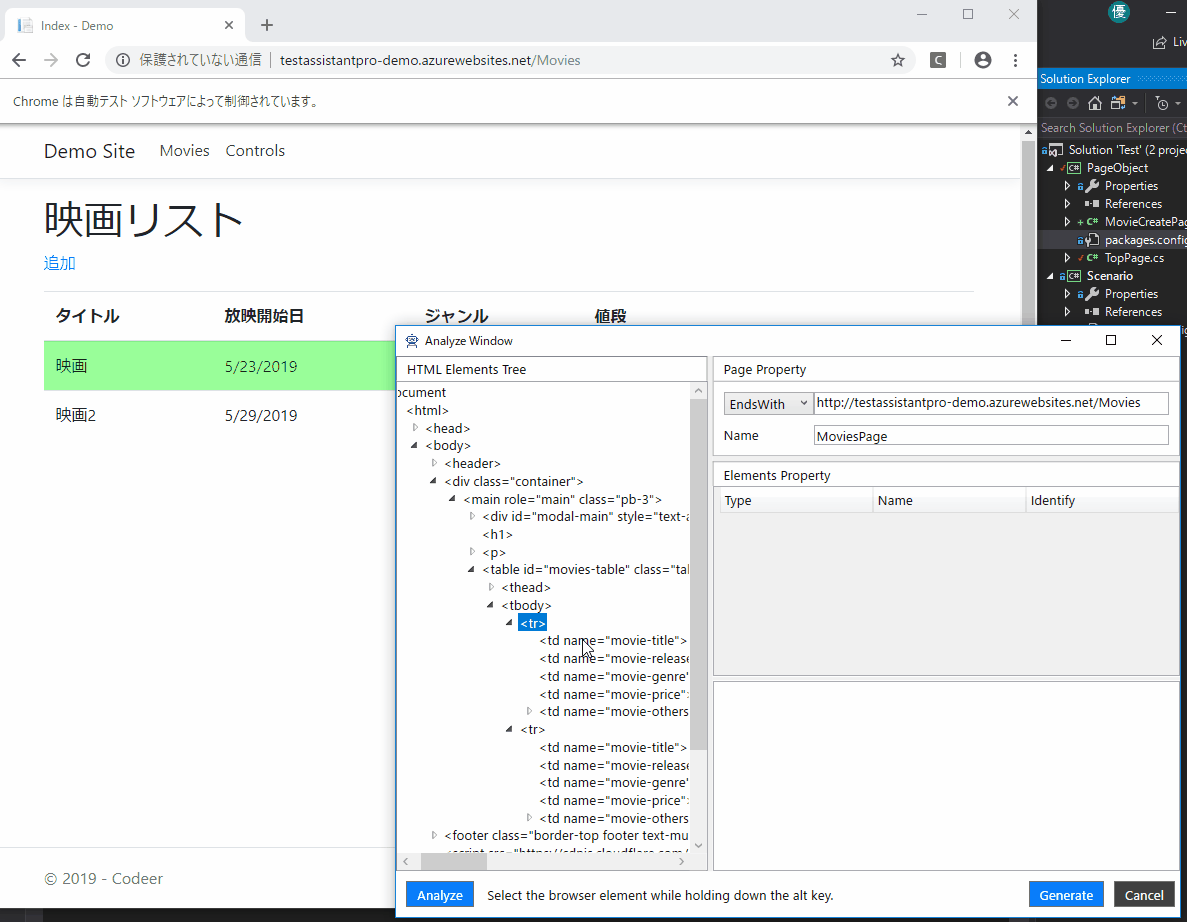 Index - Demo
優
Liv
保護されていない通信 | testassistantpro-demo.azurewebsites.net/Movies
C
Chrome は自動テスト ソフトウェアによって制御されています。
Demo Site Movies Controls
映画リスト
追加
タイトル 放映開始日 ジャンル 値段
映画 5/23/2019
映画2 5/29/2019
© 2019 - Codeer
Solution Explorer
Search Solution Explorer (Ct
Solution 'Test' (2 projec
C# PageObject
Properties
References
C# MovieCreatePag
packages.config
C# TopPage.cs
C# Scenario
Properties
References
Analyze Window
HTML Elements Tree
ocument
<html>
<head>
<body>
<header>
<div class="container">
<main role="main" class="pb-3">
<div id="modal-main" style="text-a
<h1>
<p>
<table id="movies-table" class="tal
<thead>
<tbody>
<tr>
<td name="movie-title">
<td name="movie-release
<td name="movie-genre"
<td name="movie-price">
<td name="movie-others
<tr>
<td name="movie-title">
<td name="movie-release
<td name="movie-genre"
<td name="movie-price">
<td name="movie-others
<footer class="border-top footer text-mu
Page Property
EndsWith http://testassistantpro-demo.azurewebsites.net/Movies
Name MoviesPage
Elements Property
Type Name Identify
Analyze Select the browser element while holding down the alt key.
Generate Cancel